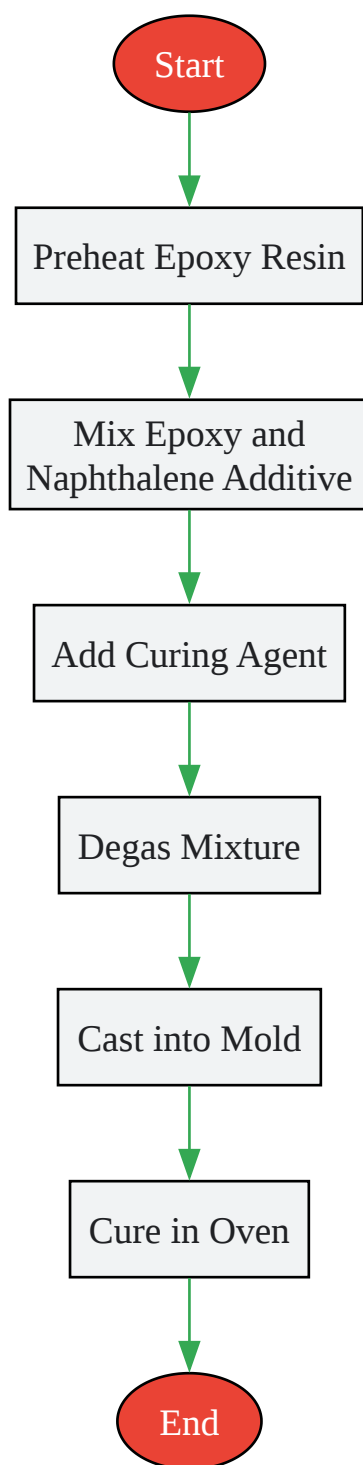 Start
Preheat Epoxy Resin
Mix Epoxy and
Naphthalene Additive
Add Curing Agent
Degas Mixture
Cast into Mold
Cure in Oven
End